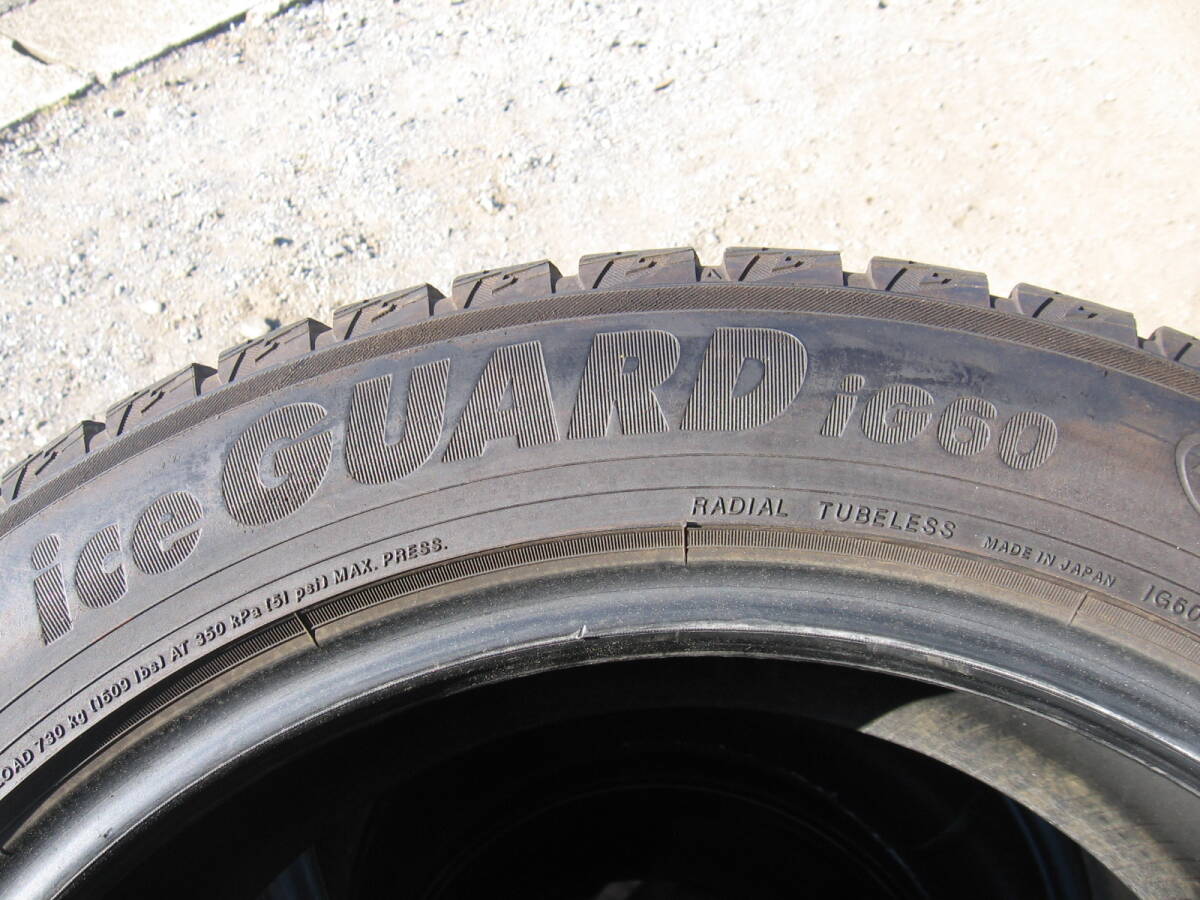 iceGUARD iG60
LOAD 730 kg (1609 lbs) AT 350 kPa (51 psi) MAX. PRESS.
RADIAL TUBELESS
MADE IN JAPAN
IG60